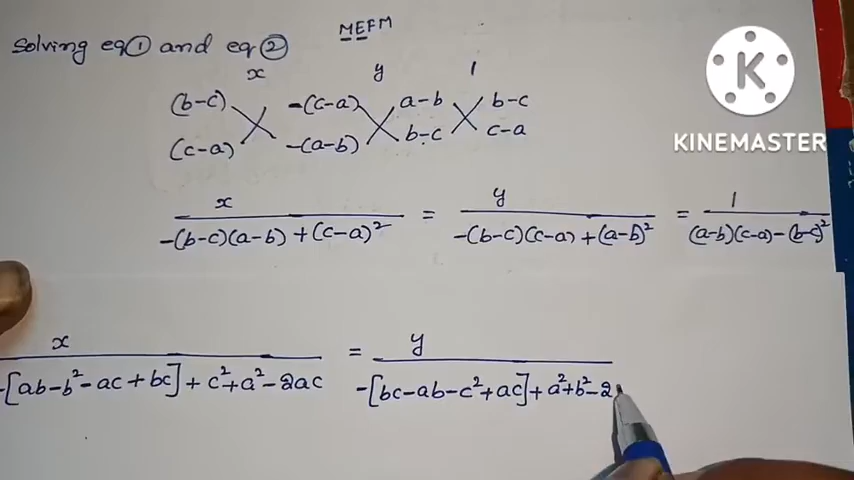 MEFM
Solving eq① and eq②
x y 1
(b-c) -(c-a) a-b b-c
(c-a) -(a-b) b-c c-a
x / -(b-c)(a-b) + (c-a)² = y / -(b-c)(c-a) + (a-b)² = 1 / (a-b)(c-a) - (b-c)²
x / -[ab-b²-ac+bc] + c²+a²-2ac = y / -[bc-ab-c²+ac] + a²+b²-2
KINEMASTER